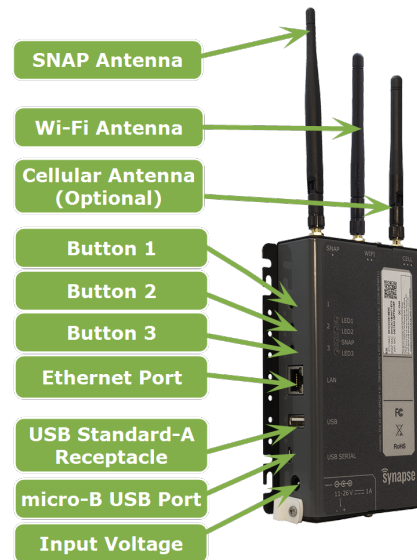 SNAP Antenna
Wi-Fi Antenna
Cellular Antenna
(Optional)
Button 1
Button 2
Button 3
Ethernet Port
USB Standard-A
Receptacle
micro-B USB Port
Input Voltage
SNAP
WIFI
CELL
1
2
3
LED1
LED2
SNAP
LED3
LAN
USB
USB SERIAL
11-26 V 1A
FC
X
RoHS
synapse